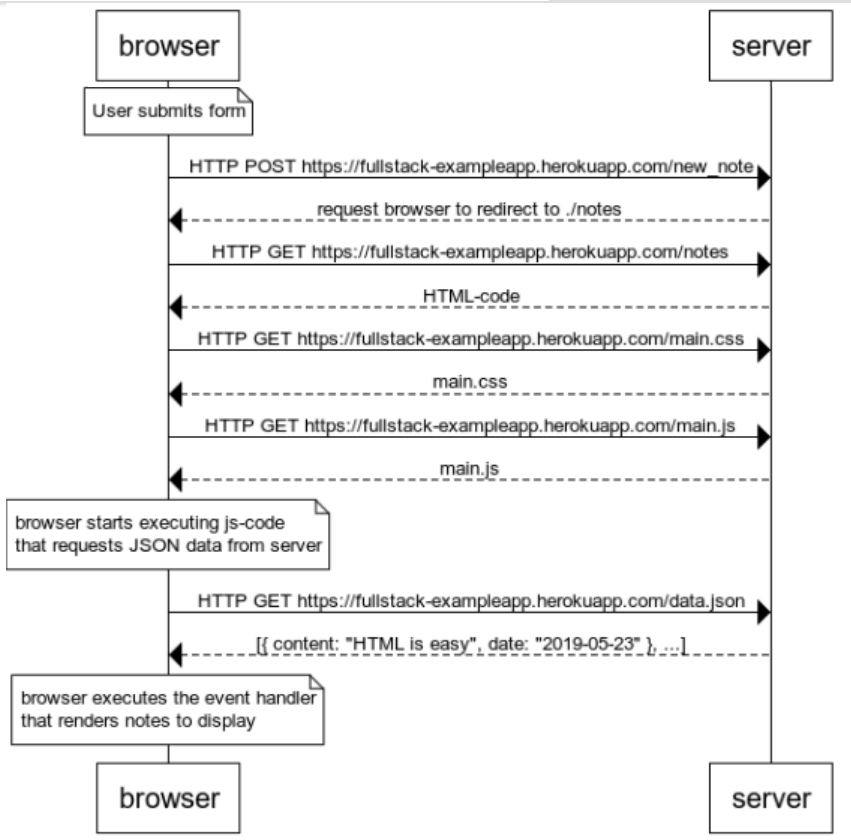 browser
server
User submits form
HTTP POST https://fullstack-exampleapp.herokuapp.com/new_note
request browser to redirect to ./notes
HTTP GET https://fullstack-exampleapp.herokuapp.com/notes
HTML-code
HTTP GET https://fullstack-exampleapp.herokuapp.com/main.css
main.css
HTTP GET https://fullstack-exampleapp.herokuapp.com/main.js
main.js
browser starts executing js-code
that requests JSON data from server
HTTP GET https://fullstack-exampleapp.herokuapp.com/data.json
[{ content: "HTML is easy", date: "2019-05-23" }, ...]
browser executes the event handler
that renders notes to display
browser
server